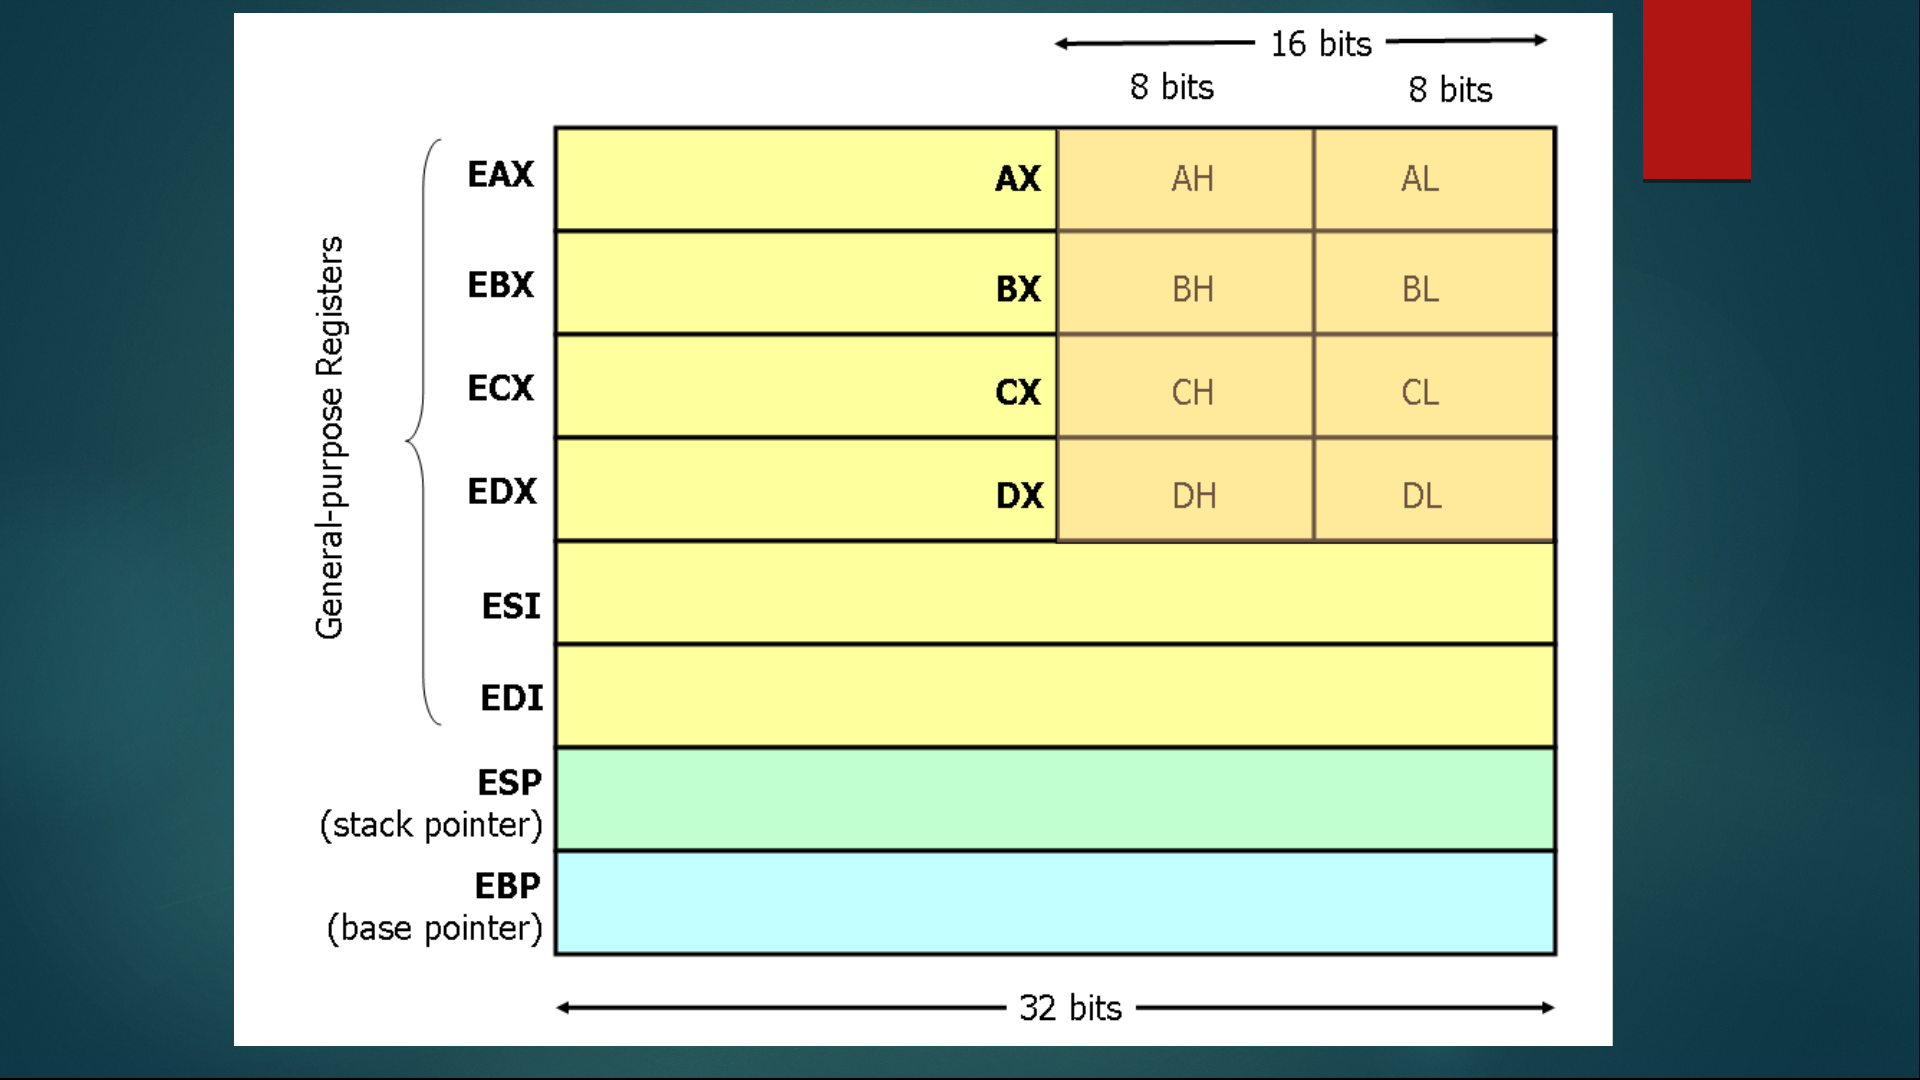 16 bits
8 bits 8 bits
General-purpose Registers
EAX AX AH AL
EBX BX BH BL
ECX CX CH CL
EDX DX DH DL
ESI
EDI
ESP
(stack pointer)
EBP
(base pointer)
32 bits